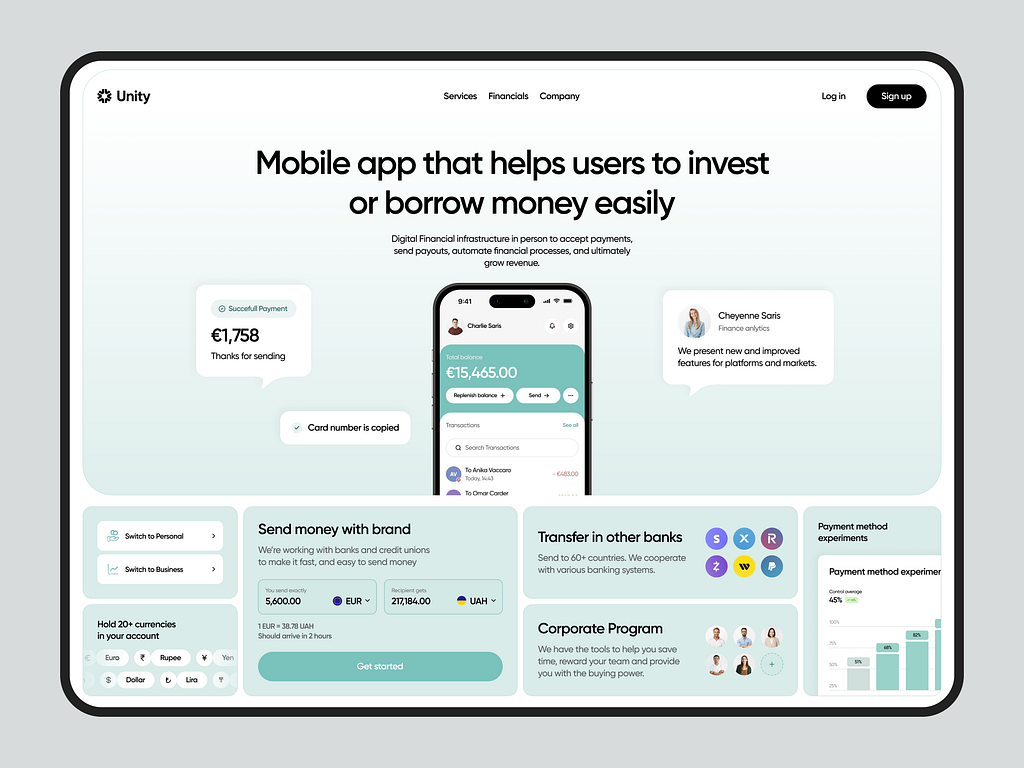 Unity
Services Financials Company
Log in
Sign up
Mobile app that helps users to invest
or borrow money easily
Digital Financial infrastructure in person to accept payments,
send payouts, automate financial processes, and ultimately
grow revenue.
Succefull Payment
€1,758
Thanks for sending
Card number is copied
9:41
Charlie Saris
Total balance
€15,465.00
Replenish balance +
Send →
Transactions
See all
Search Transactions
AV
To Anika Vaccaro
Today, 14:43
- €483.00
To Omar Carder
Cheyenne Saris
Finance anlytics
We present new and improved
features for platforms and markets.
Switch to Personal
Switch to Business
Hold 20+ currencies
in your account
€ Euro ₹ Rupee ¥ Yen
$ Dollar ₺ Lira ₸
Send money with brand
We're working with banks and credit unions
to make it fast, and easy to send money
You send exactly
5,600.00 EUR
Recipient gets
217,184.00 UAH
1 EUR = 38.78 UAH
Should arrive in 2 hours
Get started
Transfer in other banks
Send to 60+ countries. We cooperate
with various banking systems.
Corporate Program
We have the tools to help you save
time, reward your team and provide
you with the buying power.
Payment method
experiments
Payment method experimer
Control average
45%
100%
75%
50%
25%
51%
68%
82%